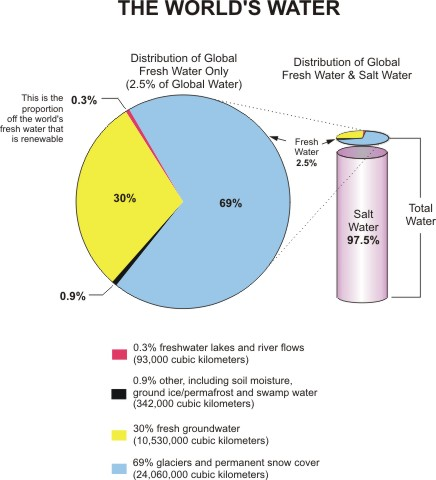 THE WORLD'S WATER
Distribution of Global
Fresh Water Only
(2.5% of Global Water)
Distribution of Global
Fresh Water & Salt Water
This is the
proportion
off the world's
fresh water that
is renewable
0.3%
30%
69%
0.9%
Fresh
Water
2.5%
Salt
Water
97.5%
Total
Water
0.3% freshwater lakes and river flows
(93,000 cubic kilometers)
0.9% other, including soil moisture,
ground ice/permafrost and swamp water
(342,000 cubic kilometers)
30% fresh groundwater
(10,530,000 cubic kilometers)
69% glaciers and permanent snow cover
(24,060,000 cubic kilometers)